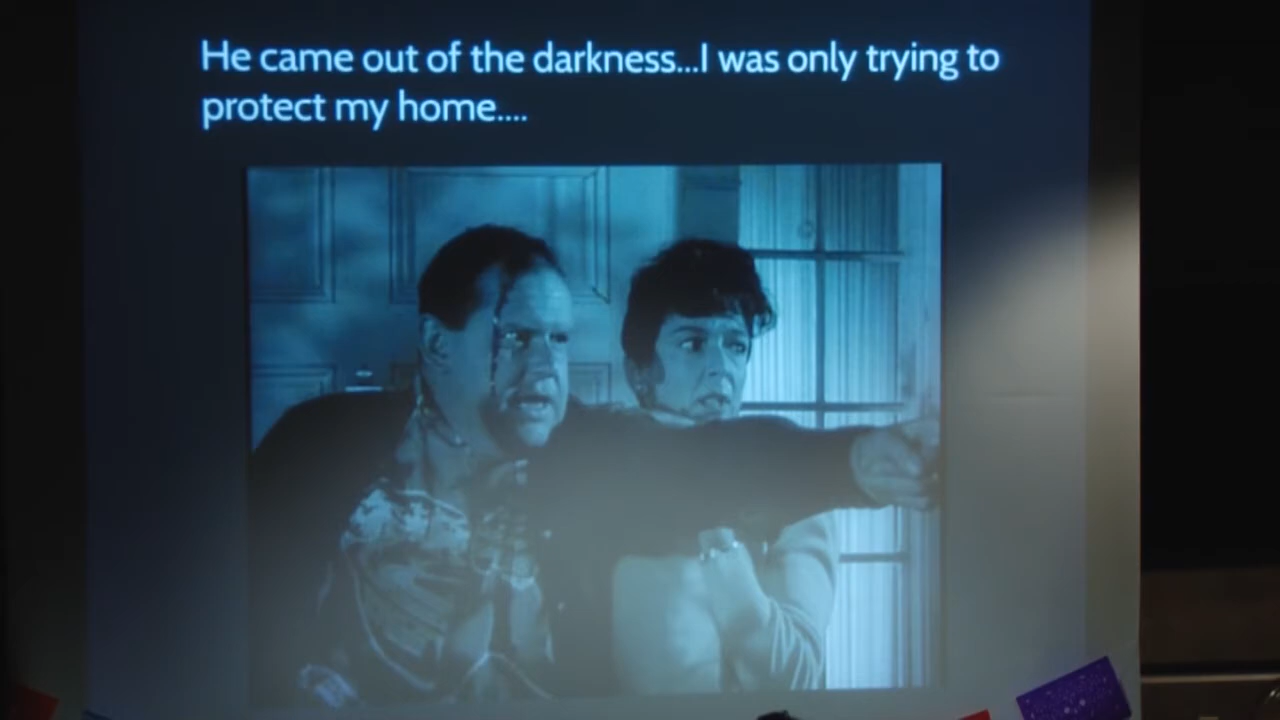 He came out of the darkness...I was only trying to
protect my home....